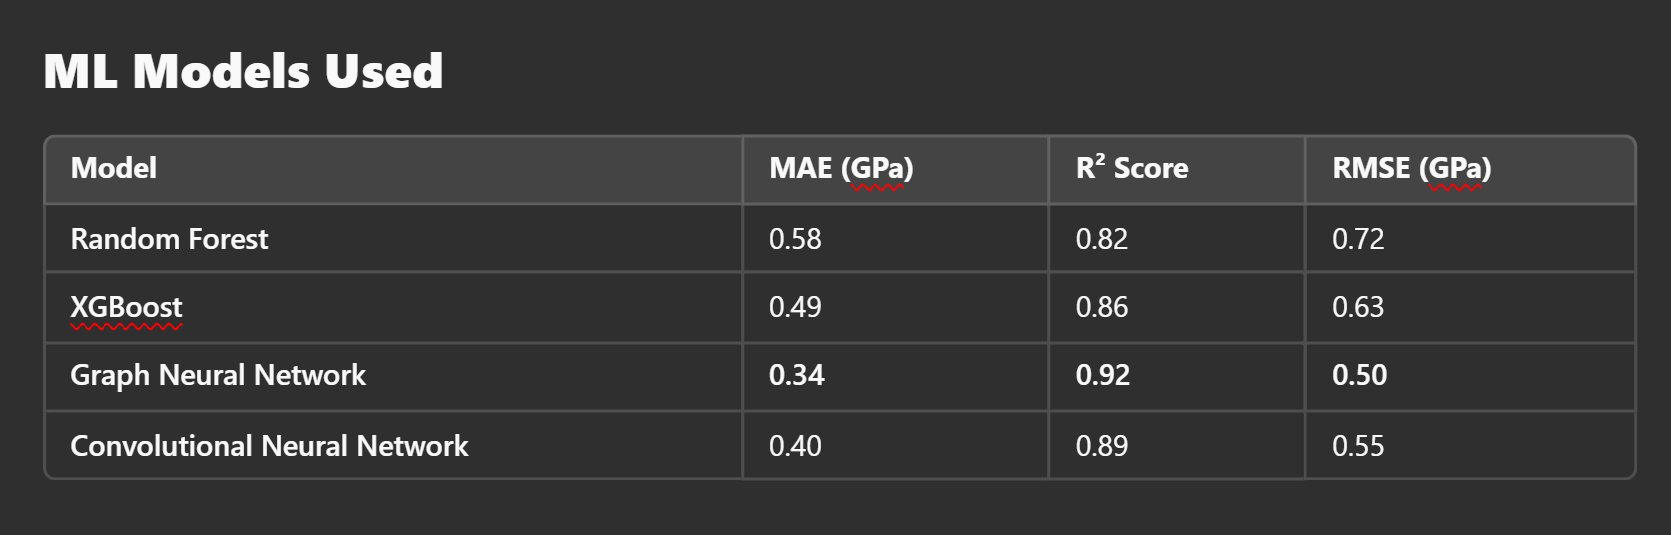 ML Models Used
Model MAE (GPa) R² Score RMSE (GPa)
Random Forest 0.58 0.82 0.72
XGBoost 0.49 0.86 0.63
Graph Neural Network 0.34 0.92 0.50
Convolutional Neural Network 0.40 0.89 0.55